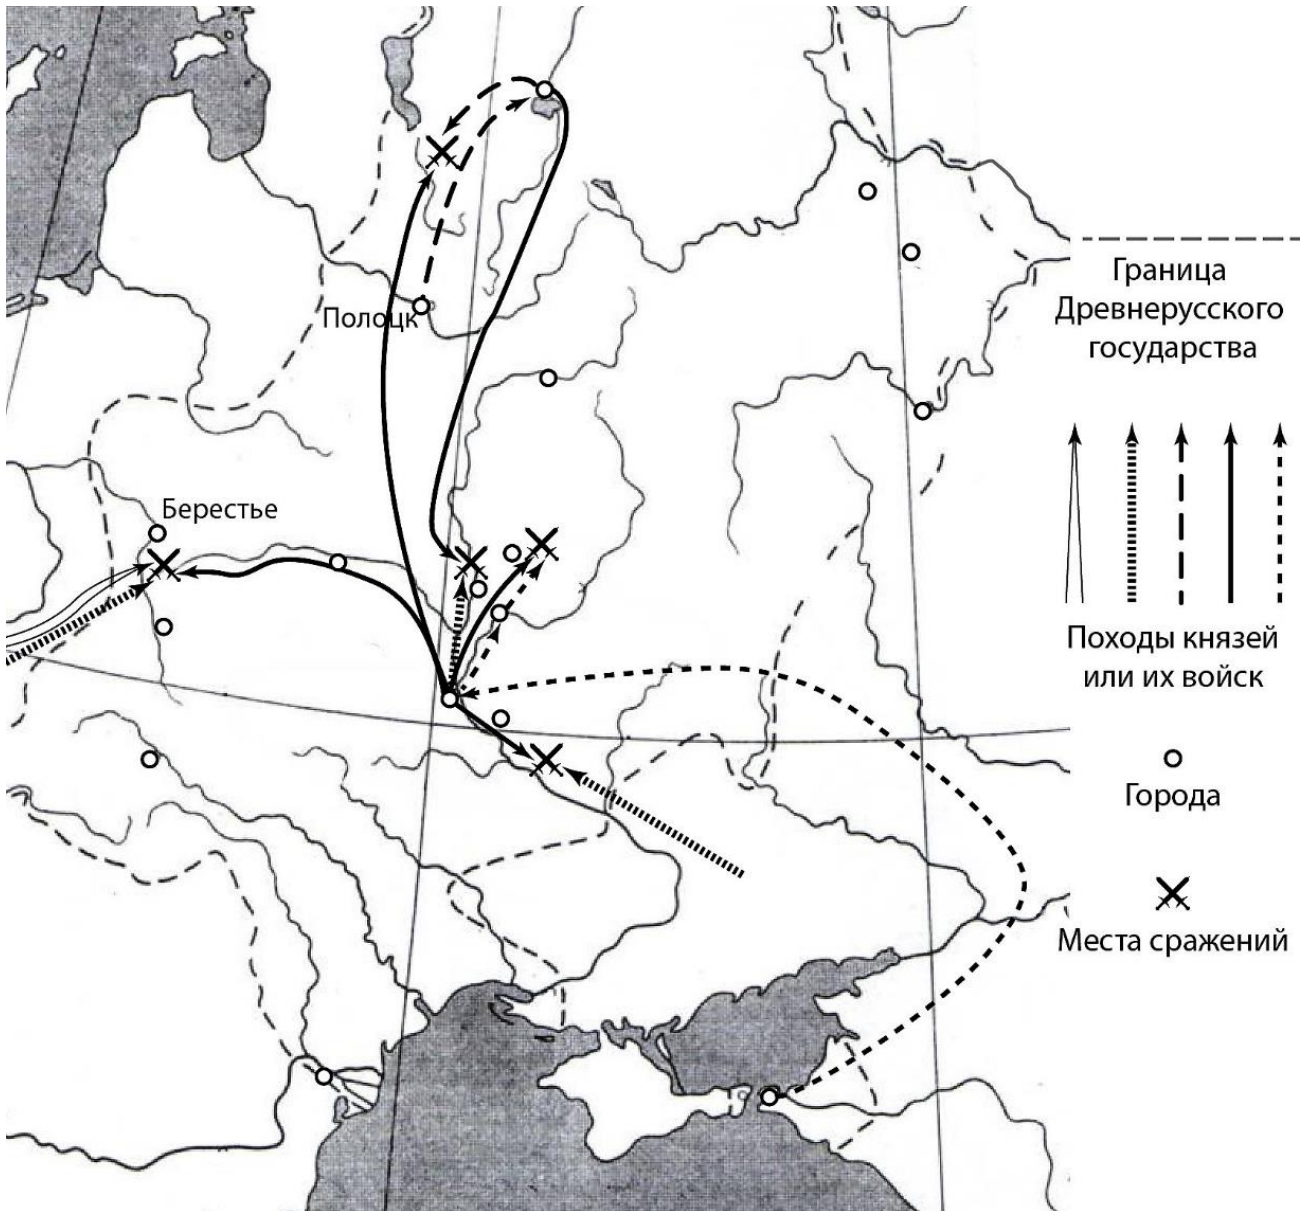 Полоцк
Берестье
Граница
Древнерусского
государства
Походы князей
или их войск
Города
Места сражений